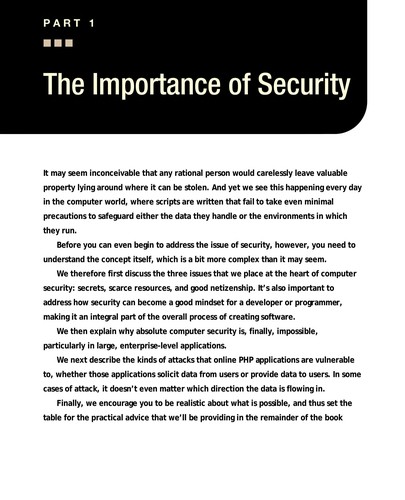 PART 1
The Importance of Security
It may seem inconceivable that any rational person would carelessly leave valuable
property lying around where it can be stolen. And yet we see this happening every day
in the computer world, where scripts are written that fail to take even minimal
precautions to safeguard either the data they handle or the environments in which
they run.
Before you can even begin to address the issue of security, however, you need to
understand the concept itself, which is a bit more complex than it may seem.
We therefore first discuss the three issues that we place at the heart of computer
security: secrets, scarce resources, and good netizenship. It's also important to
address how security can become a good mindset for a developer or programmer,
making it an integral part of the overall process of creating software.
We then explain why absolute computer security is, finally, impossible,
particularly in large, enterprise-level applications.
We next describe the kinds of attacks that online PHP applications are vulnerable
to, whether those applications solicit data from users or provide data to users. In some
cases of attack, it doesn't even matter which direction the data is flowing in.
Finally, we encourage you to be realistic about what is possible, and thus set the
table for the practical advice that we'll be providing in the remainder of the book